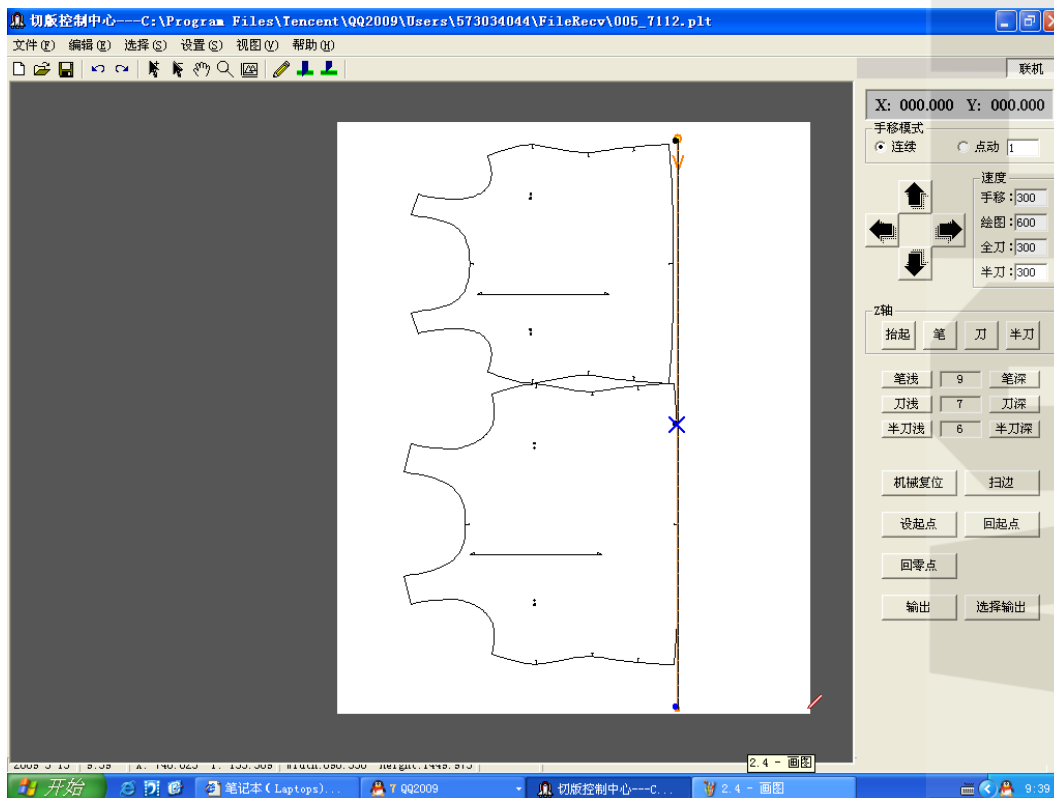 切版控制中心---C:\Program Files\Tencent\QQ2009\Users\573034044\FileRecv\005_7112.plt
文件(F) 编辑(E) 选择(S) 设置(S) 视图(V) 帮助(H)
联机
X: 000.000 Y: 000.000
手移模式
连续 点动 1
速度
手移:300
绘图:600
全刀:300
半刀:300
Z轴
抬起 笔 刀 半刀
笔浅 9 笔深
刀浅 7 刀深
半刀浅 6 半刀深
机械复位 扫边
设起点 回起点
回零点
输出 选择输出
2.4 - 画图
开始 笔记本(Laptops)... 7 QQ2009 切版控制中心---C... 2.4 - 画图 9:39